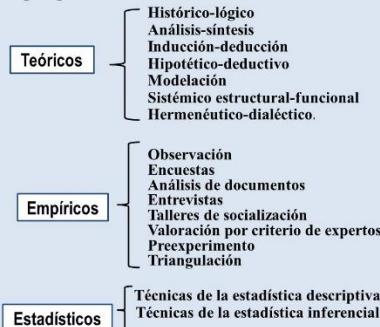 Teóricos
Histórico-lógico
Análisis-síntesis
Inducción-deducción
Hipotético-deductivo
Modelación
Sistémico estructural-funcional
Hermenéutico-dialéctico.
Empíricos
Observación
Encuestas
Análisis de documentos
Entrevistas
Talleres de socialización
Valoración por criterio de expertos
Preexperimento
Triangulación
Estadísticos
Técnicas de la estadística descriptiva
Técnicas de la estadística inferencial